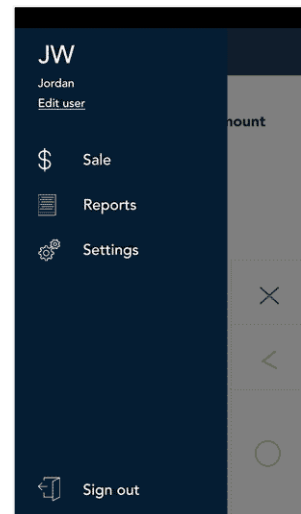 JW
Jordan
Edit user
mount
Sale
Reports
Settings
Sign out